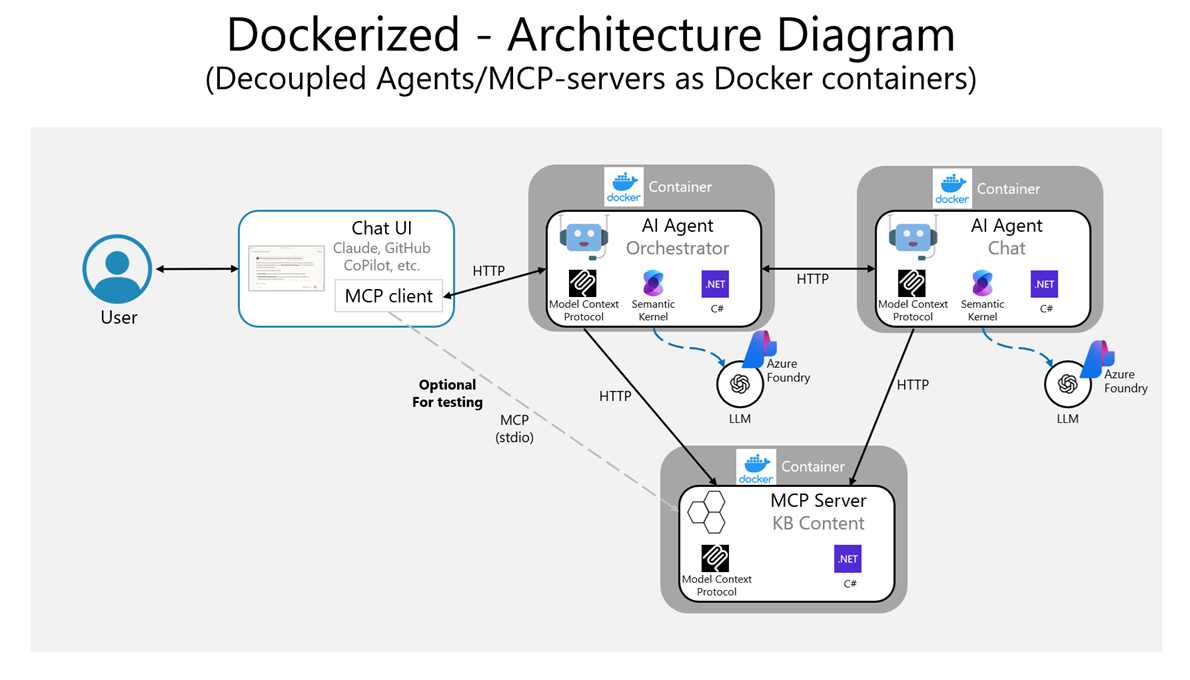 Dockerized - Architecture Diagram
(Decoupled Agents/MCP-servers as Docker containers)
docker
Container
docker
Container
Chat UI
Claude, GitHub
CoPilot, etc.
MCP client
User
HTTP
AI Agent
Orchestrator
Model Context
Protocol
Semantic
Kernel
.NET
C#
HTTP
AI Agent
Chat
Model Context
Protocol
Semantic
Kernel
.NET
C#
Azure
Foundry
LLM
Azure
Foundry
LLM
Optional
For testing
MCP
(stdio)
HTTP
HTTP
docker
Container
MCP Server
KB Content
Model Context
Protocol
.NET
C#